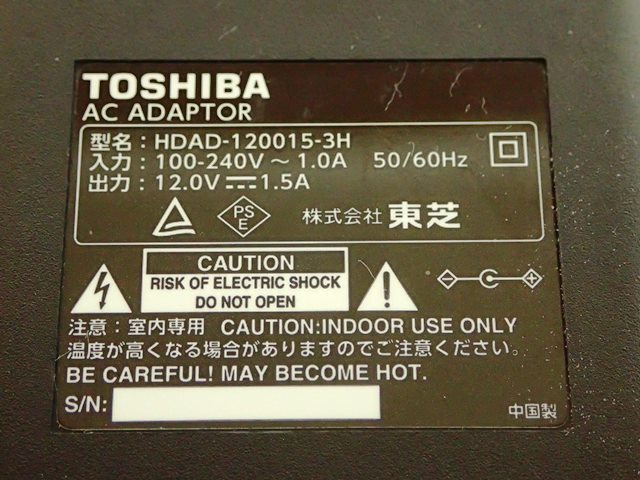 TOSHIBA
AC ADAPTOR
型名：HDAD-120015-3H
入力：100-240V～1.0A 50/60Hz
出力：12.0V⎓1.5A
PS
E
株式会社 東芝
CAUTION
RISK OF ELECTRIC SHOCK
DO NOT OPEN
注意：室内専用 CAUTION:INDOOR USE ONLY
温度が高くなる場合がありますのでご注意ください。
BE CAREFUL! MAY BECOME HOT.
S/N:
中国製